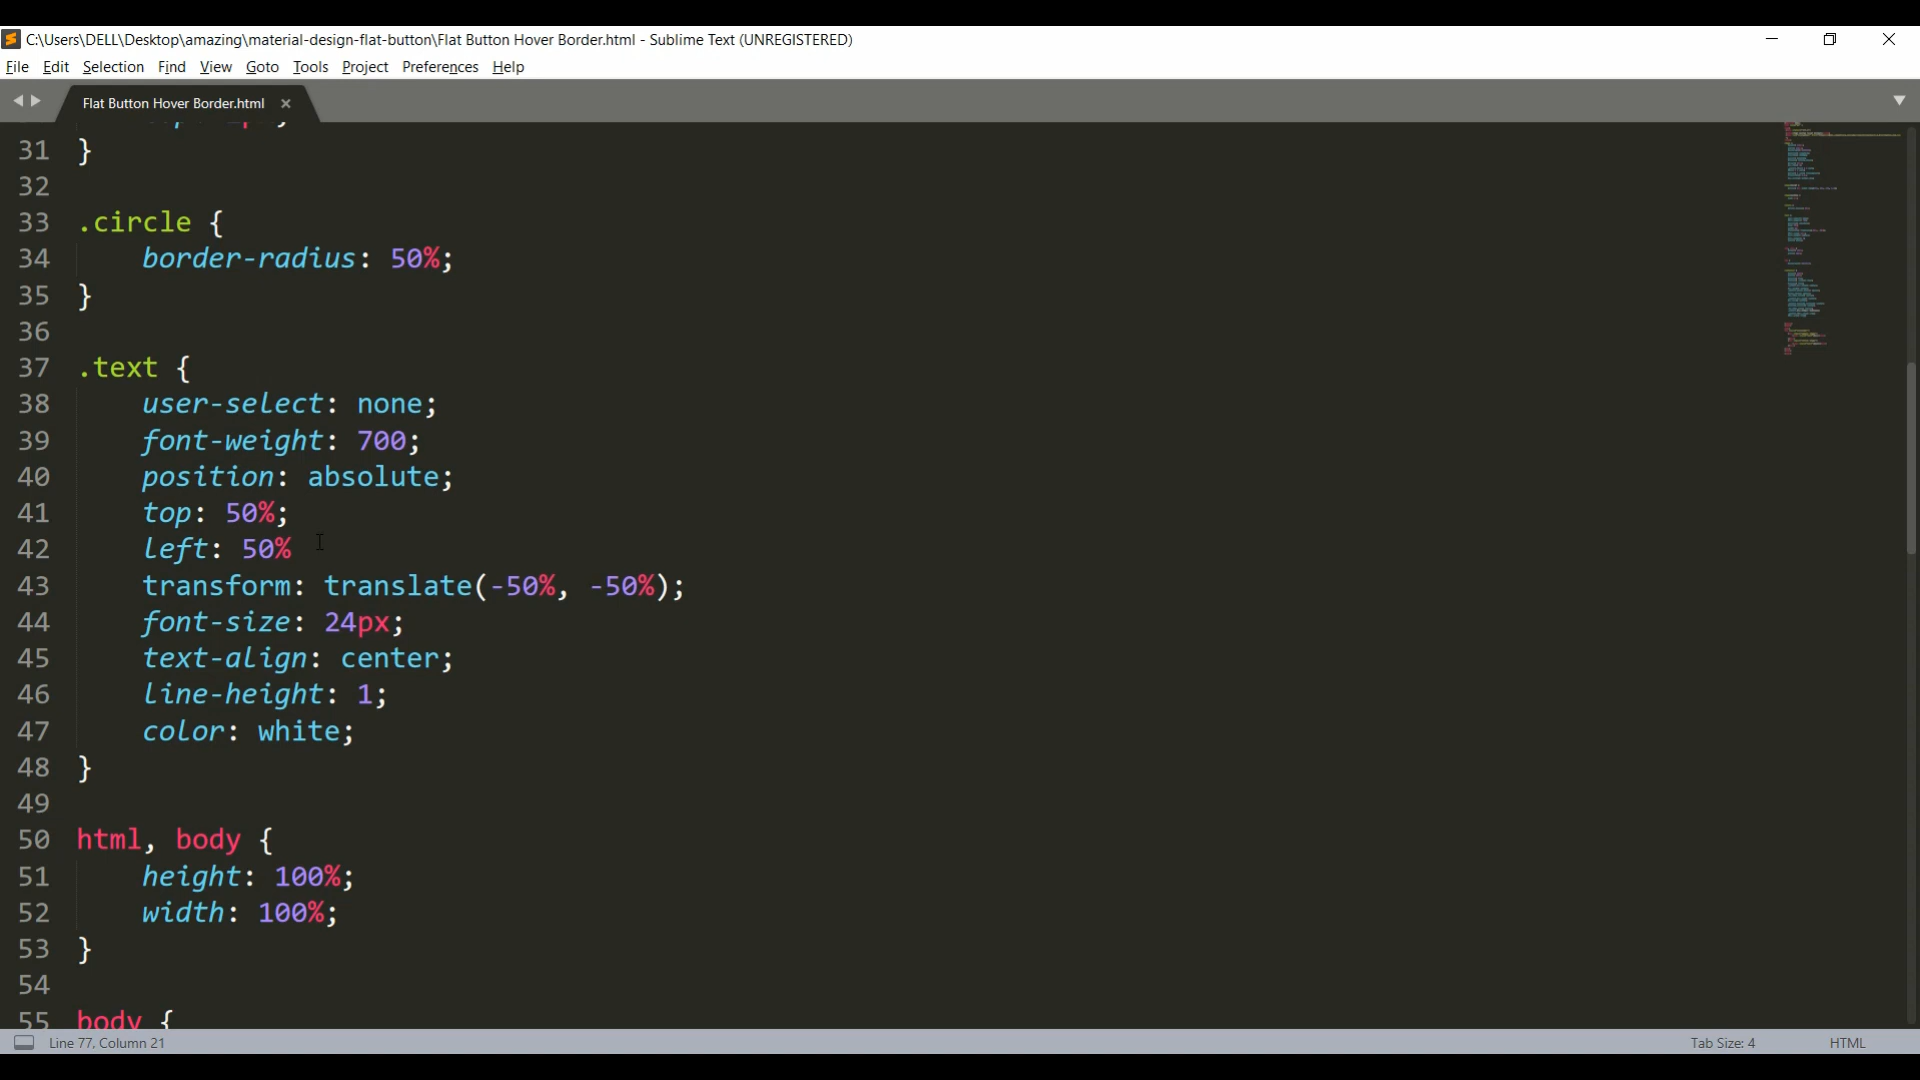 C:\Users\DELL\Desktop\amazing\material-design-flat-button\Flat Button Hover Border.html - Sublime Text (UNREGISTERED)
File Edit Selection Find View Goto Tools Project Preferences Help
Flat Button Hover Border.html
31 }
32
33 .circle {
34 border-radius: 50%;
35 }
36
37 .text {
38 user-select: none;
39 font-weight: 700;
40 position: absolute;
41 top: 50%;
42 left: 50%
43 transform: translate(-50%, -50%);
44 font-size: 24px;
45 text-align: center;
46 line-height: 1;
47 color: white;
48 }
49
50 html, body {
51 height: 100%;
52 width: 100%;
53 }
54
55 body {
Line 77, Column 21 Tab Size: 4 HTML